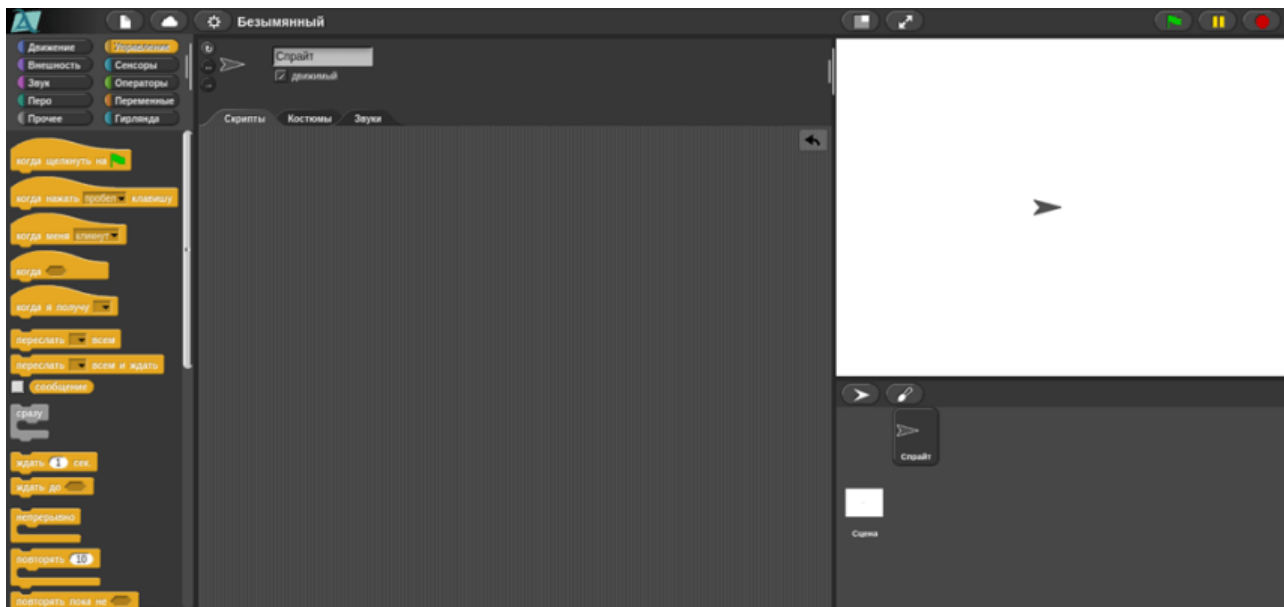 Безымянный
Движение
Управление
Внешность
Сенсоры
Звук
Операторы
Перо
Переменные
Прочее
Гирлянда
Спрайт
движимый
Скрипты
Костюмы
Звуки
когда щелкнуть на
когда нажать пробел клавишу
когда меня кликнут
когда
когда я получу
переслать всем
переслать всем и ждать
сообщение
сразу
ждать 1 сек.
ждать до
непрерывно
повторять 10
повторять пока не
Спрайт
Сцена